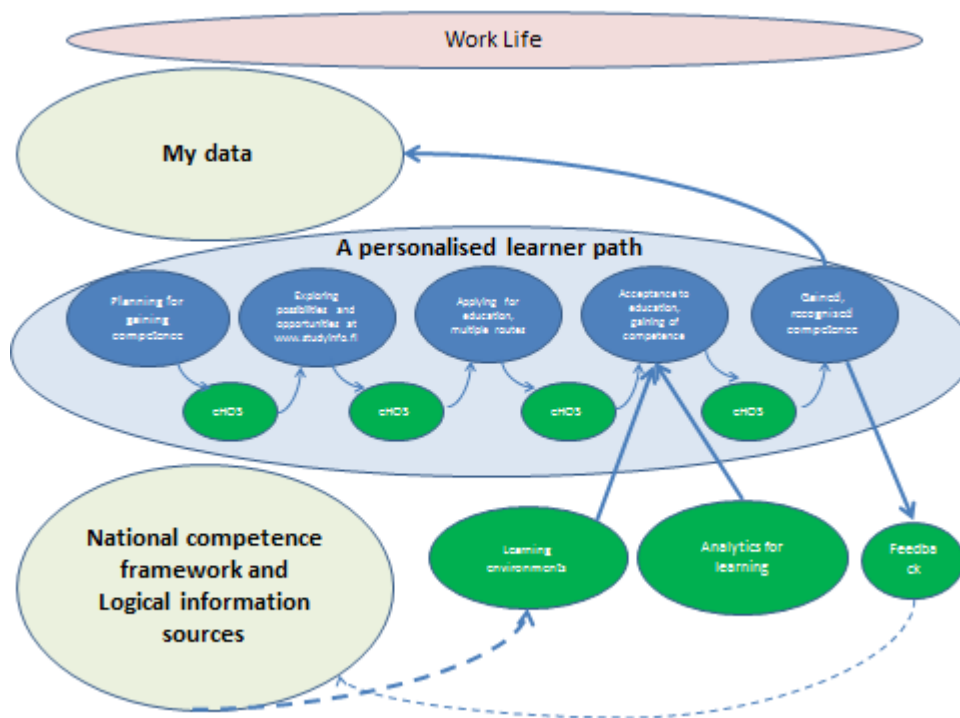 Work Life
My data
A personalised learner path
Planning for
gaining
competence
Exploring
possibilities and
opportunities at
www.studyinfo.fi
Applying for
education,
multiple routes
Acceptance to
education,
gaining of
competence
Gained,
recognised
competence
eHOS
eHOS
eHOS
eHOS
National competence
framework and
Logical information
sources
Learning
environments
Analytics for
learning
Feedba
ck